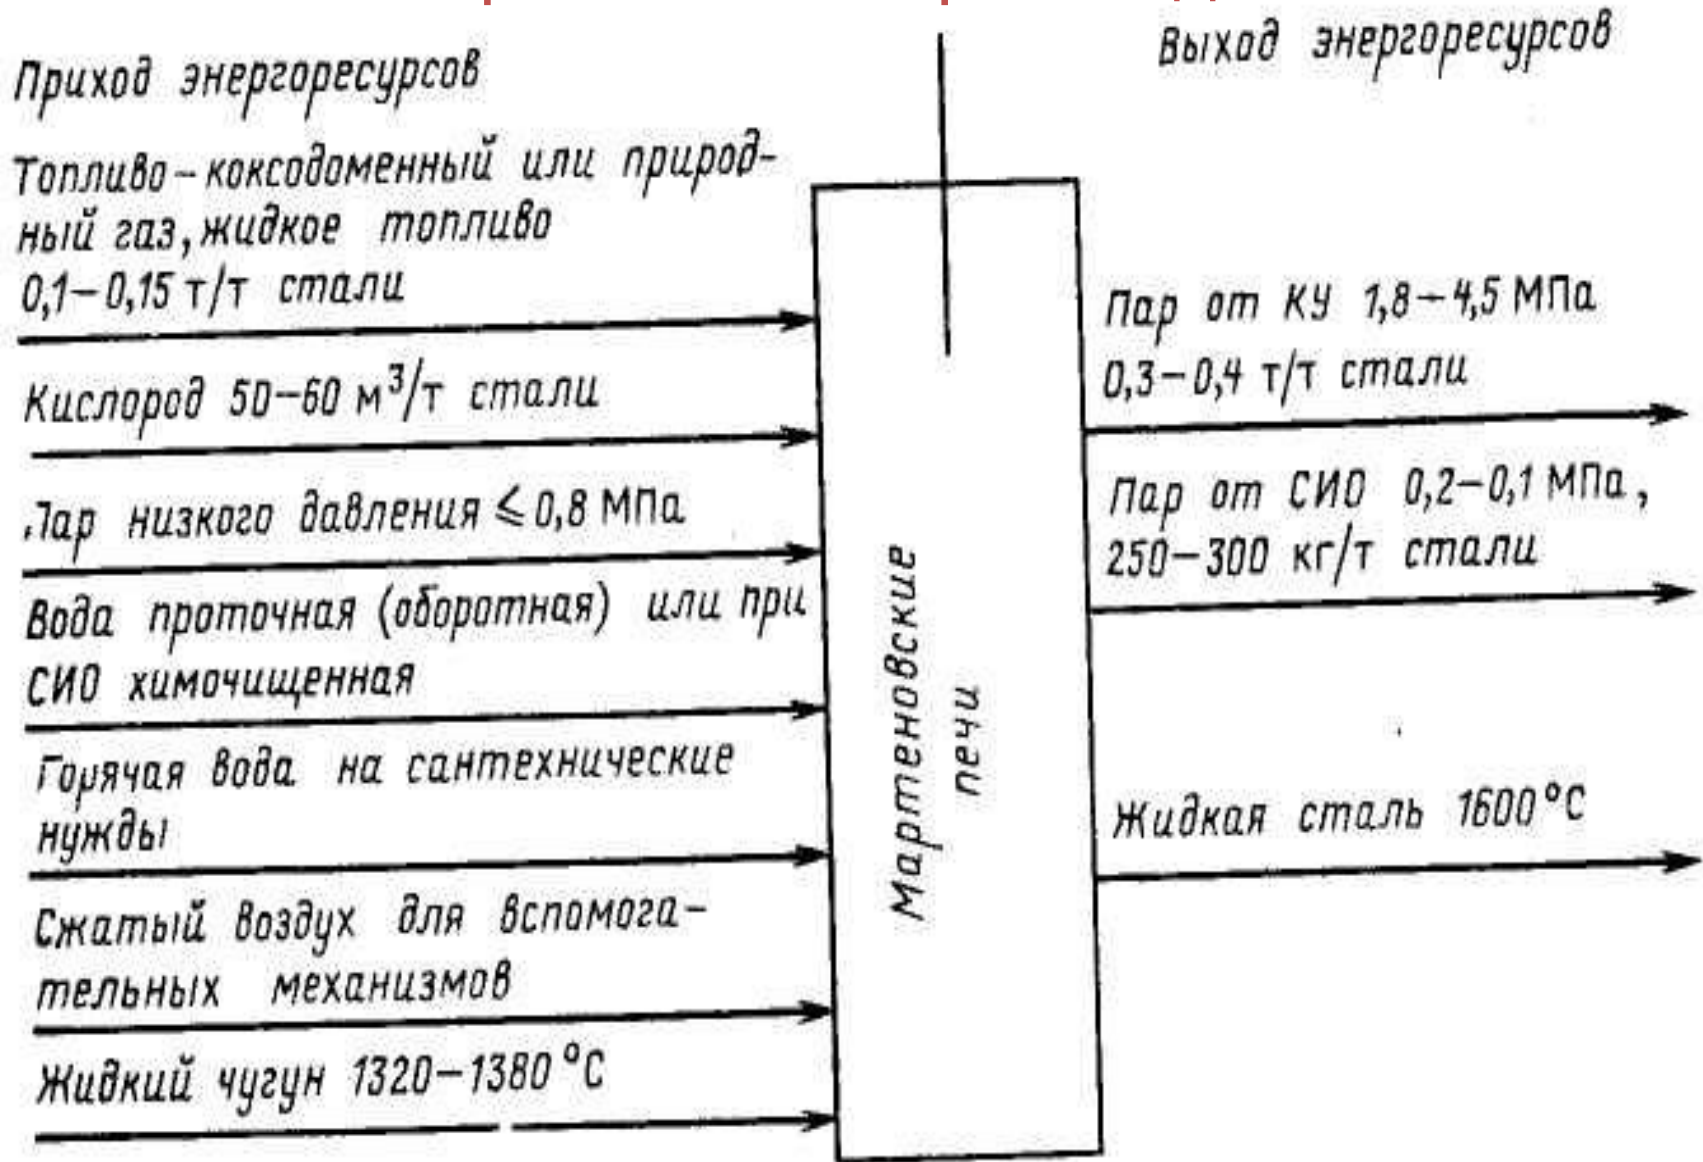 Приход энергоресурсов
Топливо – коксодоменный или природ-
ный газ, жидкое топливо
0,1–0,15 т/т стали
Кислород 50–60 м³/т стали
Пар низкого давления ≤ 0,8 МПа
Вода проточная (оборотная) или при
СИО химочищенная
Горячая вода на сантехнические
нужды
Сжатый воздух для вспомога-
тельных механизмов
Жидкий чугун 1320–1380 °С
Мартеновские
печи
Выход энергоресурсов
Пар от КУ 1,8–4,5 МПа
0,3–0,4 т/т стали
Пар от СИО 0,2–0,1 МПа,
250–300 кг/т стали
Жидкая сталь 1600 °С